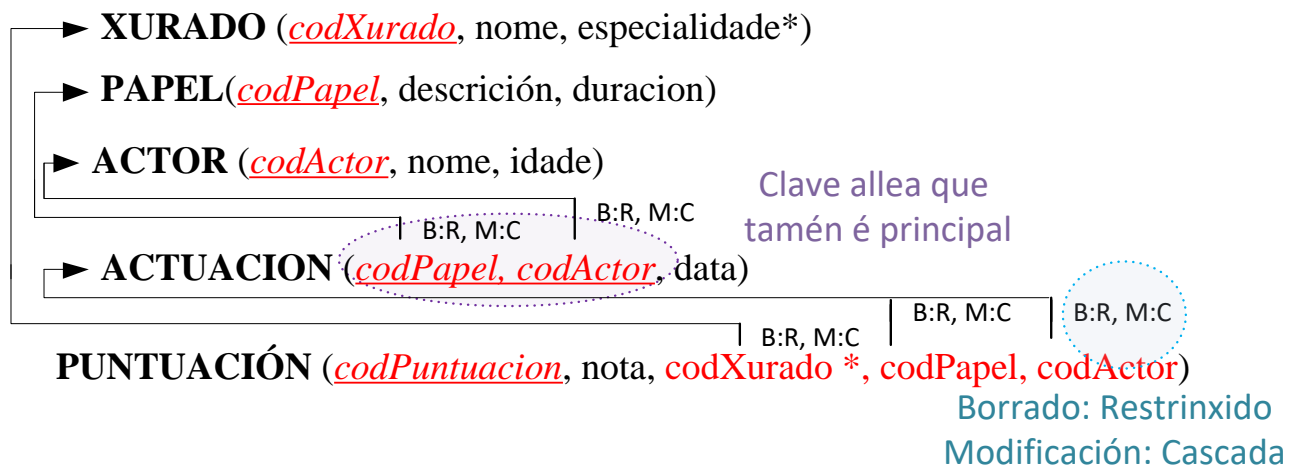 XURADO (codXurado, nome, especialidade*)
PAPEL(codPapel, descrición, duracion)
ACTOR (codActor, nome, idade)
Clave allea que
tamén é principal
B:R, M:C
B:R, M:C
ACTUACION (codPapel, codActor, data)
B:R, M:C
B:R, M:C
B:R, M:C
PUNTUACIÓN (codPuntuacion, nota, codXurado *, codPapel, codActor)
Borrado: Restrinxido
Modificación: Cascada